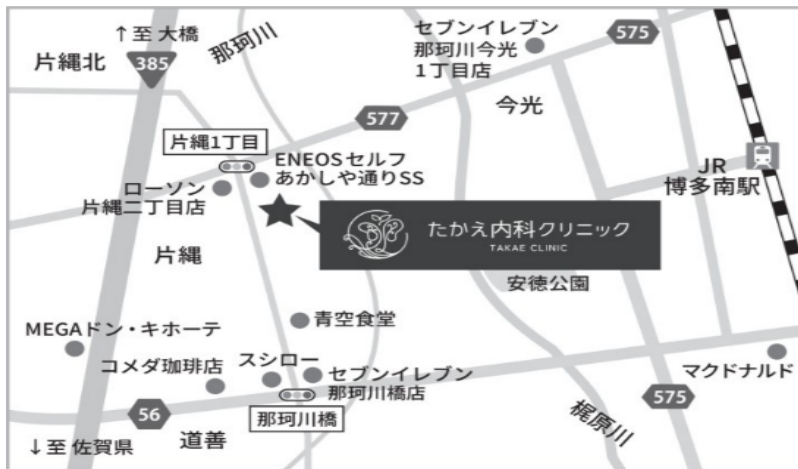 ↑至 大橋
那珂川
片縄北
385
セブンイレブン
那珂川今光
1丁目店
575
今光
577
片縄1丁目
ENEOSセルフ
あかしや通りSS
ローソン
片縄二丁目店
JR
博多南駅
たかえ内科クリニック
TAKAE CLINIC
片縄
安徳公園
青空食堂
MEGAドン・キホーテ
コメダ珈琲店
スシロー
セブンイレブン
那珂川橋店
マクドナルド
575
56
那珂川橋
梶原川
道善
↓至 佐賀県